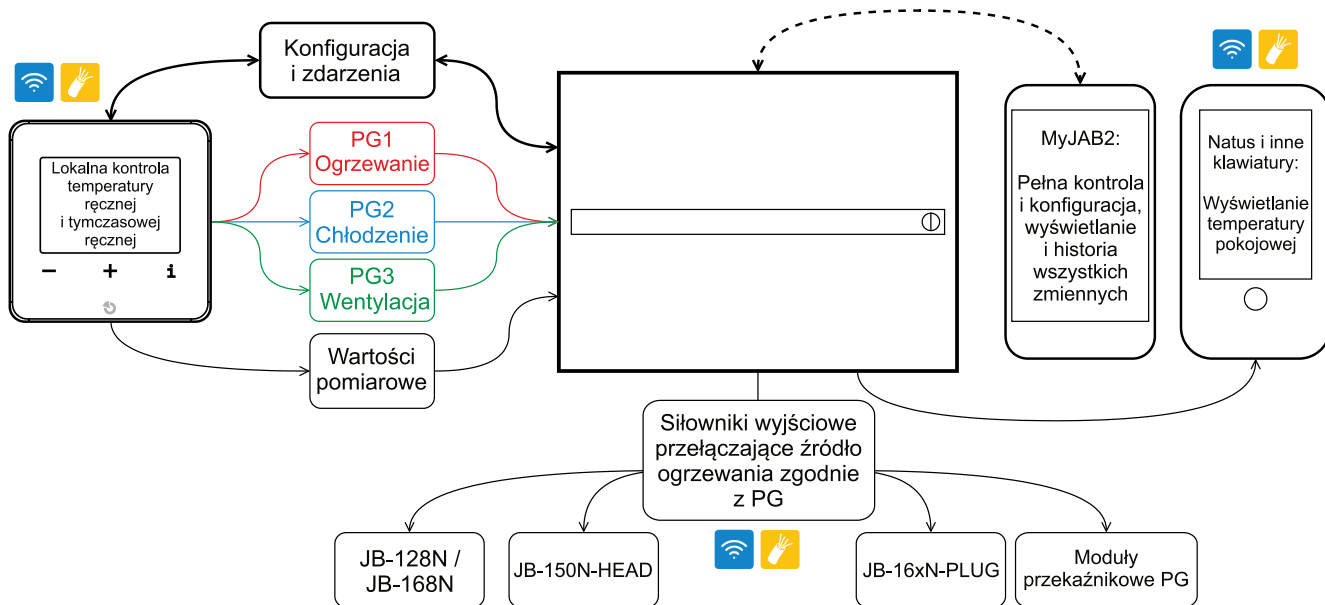 Konfiguracja
i zdarzenia
Lokalna kontrola
temperatury
ręcznej
i tymczasowej
ręcznej
− + i
PG1
Ogrzewanie
PG2
Chłodzenie
PG3
Wentylacja
Wartości
pomiarowe
MyJAB2:
Pełna kontrola
i konfiguracja,
wyświetlanie
i historia
wszystkich
zmiennych
Natus i inne
klawiatury:
Wyświetlanie
temperatury
pokojowej
Siłowniki wyjściowe
przełączające źródło
ogrzewania zgodnie
z PG
JB-128N /
JB-168N
JB-150N-HEAD
JB-16xN-PLUG
Moduły
przekaźnikowe PG